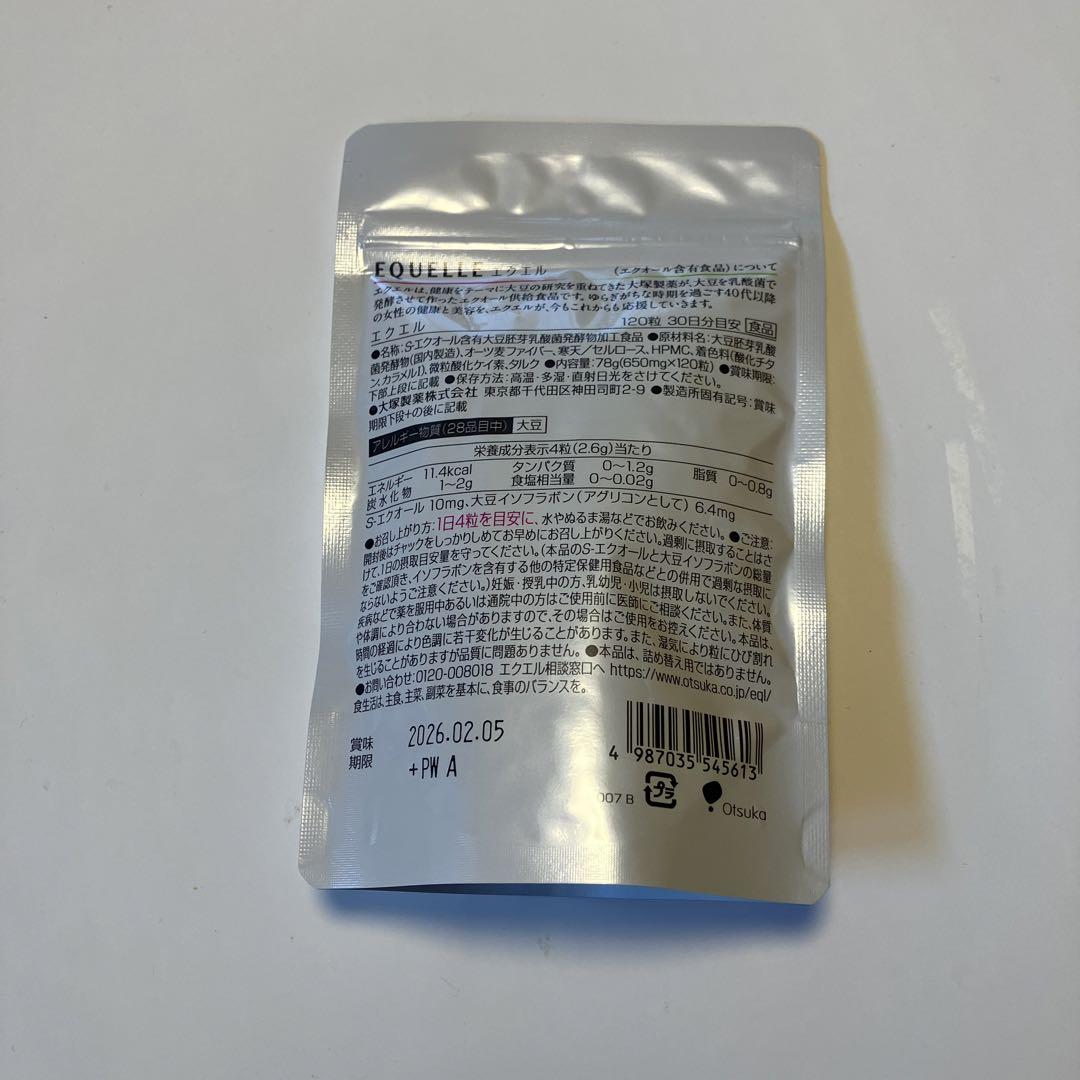 EQUELLE エクエル (エクオール含有食品)について
エクエルは、健康をテーマに大豆の研究を重ねてきた大塚製薬が、大豆を乳酸菌で
発酵させて作ったエクオール供給食品です。ゆらぎがちな時期を過ごす40代以降
の女性の健康と美容を、エクエルが、今もこれからも応援していきます。
エクエル 120粒 30日分目安 食品
●名称:S-エクオール含有大豆胚芽乳酸菌発酵物加工食品 ●原材料名:大豆胚芽乳酸
菌発酵物(国内製造)、オーツ麦ファイバー、寒天/セルロース、HPMC、着色料(酸化チタ
ン、カラメルⅠ)、微粒酸化ケイ素、タルク ●内容量:78g(650mg×120粒) ●賞味期限:
下部上段に記載 ●保存方法:高温・多湿・直射日光をさけてください。
●大塚製薬株式会社 東京都千代田区神田司町2-9 ●製造所固有記号:賞味
期限下段+の後に記載
アレルギー物質(28品目中) 大豆
栄養成分表示4粒(2.6g)当たり
エネルギー 11.4kcal タンパク質 0〜1.2g 脂質 0〜0.8g
炭水化物 1〜2g 食塩相当量 0〜0.02g
S-エクオール 10mg、大豆イソフラボン(アグリコンとして) 6.4mg
●お召し上がり方:1日4粒を目安に、水やぬるま湯などでお飲みください。●ご注意:
開封後はチャックをしっかりしめてお早めにお召し上がりください。過剰に摂取することはさ
けて、1日の摂取目安量を守ってください。(本品のS-エクオールと大豆イソフラボンの総量
をご確認頂き、イソフラボンを含有する他の特定保健用食品などとの併用で過剰な摂取に
ならないようご注意ください。)妊娠・授乳中の方、乳幼児・小児は摂取しないでください。
疾病などで薬を服用中あるいは通院中の方はご使用前に医師にご相談ください。また、体質
や体調により合わない場合がありますので、その場合はご使用をお控えください。本品は、
時間の経過により色調に若干変化が生じることがあります。また、湿気により粒にひび割れ
を生じることがありますが品質に問題ありません。●本品は、詰め替え用ではありません。
●お問い合わせ:0120-008018 エクエル相談窓口へ https://www.otsuka.co.jp/eql/
食生活は、主食、主菜、副菜を基本に、食事のバランスを。
賞味期限 2026.02.05
+PW A
4 987035 545613
007 B プラ Otsuka